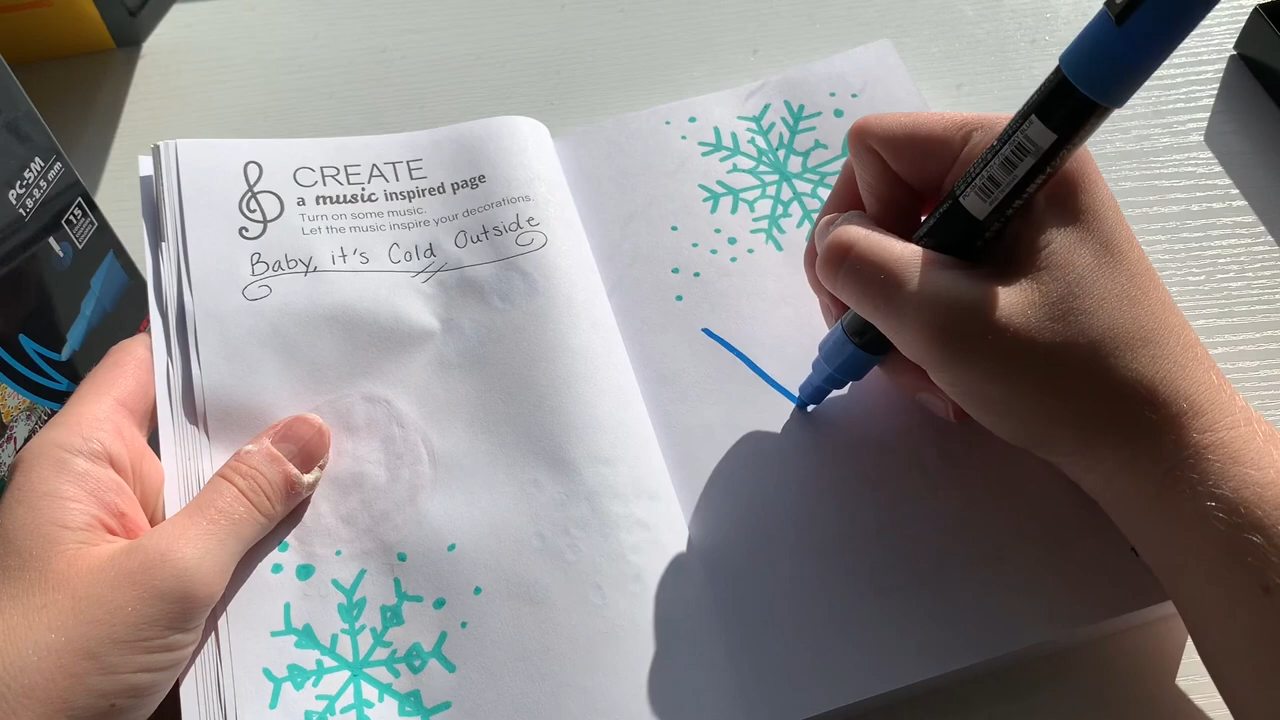 CREATE
a music inspired page
Turn on some music.
Let the music inspire your decorations.
Baby, it's Cold Outside
PC-5M
1.8-2.5 mm
15